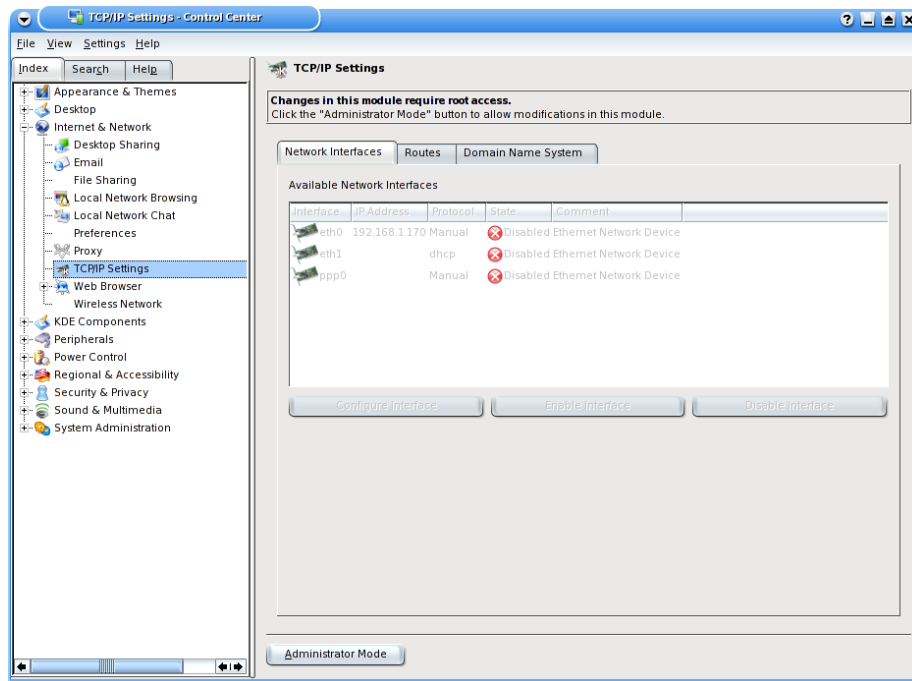 TCP/IP Settings - Control Center
File View Settings Help
Index Search Help
Appearance & Themes
Desktop
Internet & Network
Desktop Sharing
Email
File Sharing
Local Network Browsing
Local Network Chat
Preferences
Proxy
TCP/IP Settings
Web Browser
Wireless Network
KDE Components
Peripherals
Power Control
Regional & Accessibility
Security & Privacy
Sound & Multimedia
System Administration
TCP/IP Settings
Changes in this module require root access.
Click the "Administrator Mode" button to allow modifications in this module.
Network Interfaces Routes Domain Name System
Available Network Interfaces
Interface IP Address Protocol State Comment
eth0 192.168.1.170 Manual Disabled Ethernet Network Device
eth1 dhcp Disabled Ethernet Network Device
ppp0 Manual Disabled Ethernet Network Device
Configure Interface Enable Interface Disable Interface
Administrator Mode